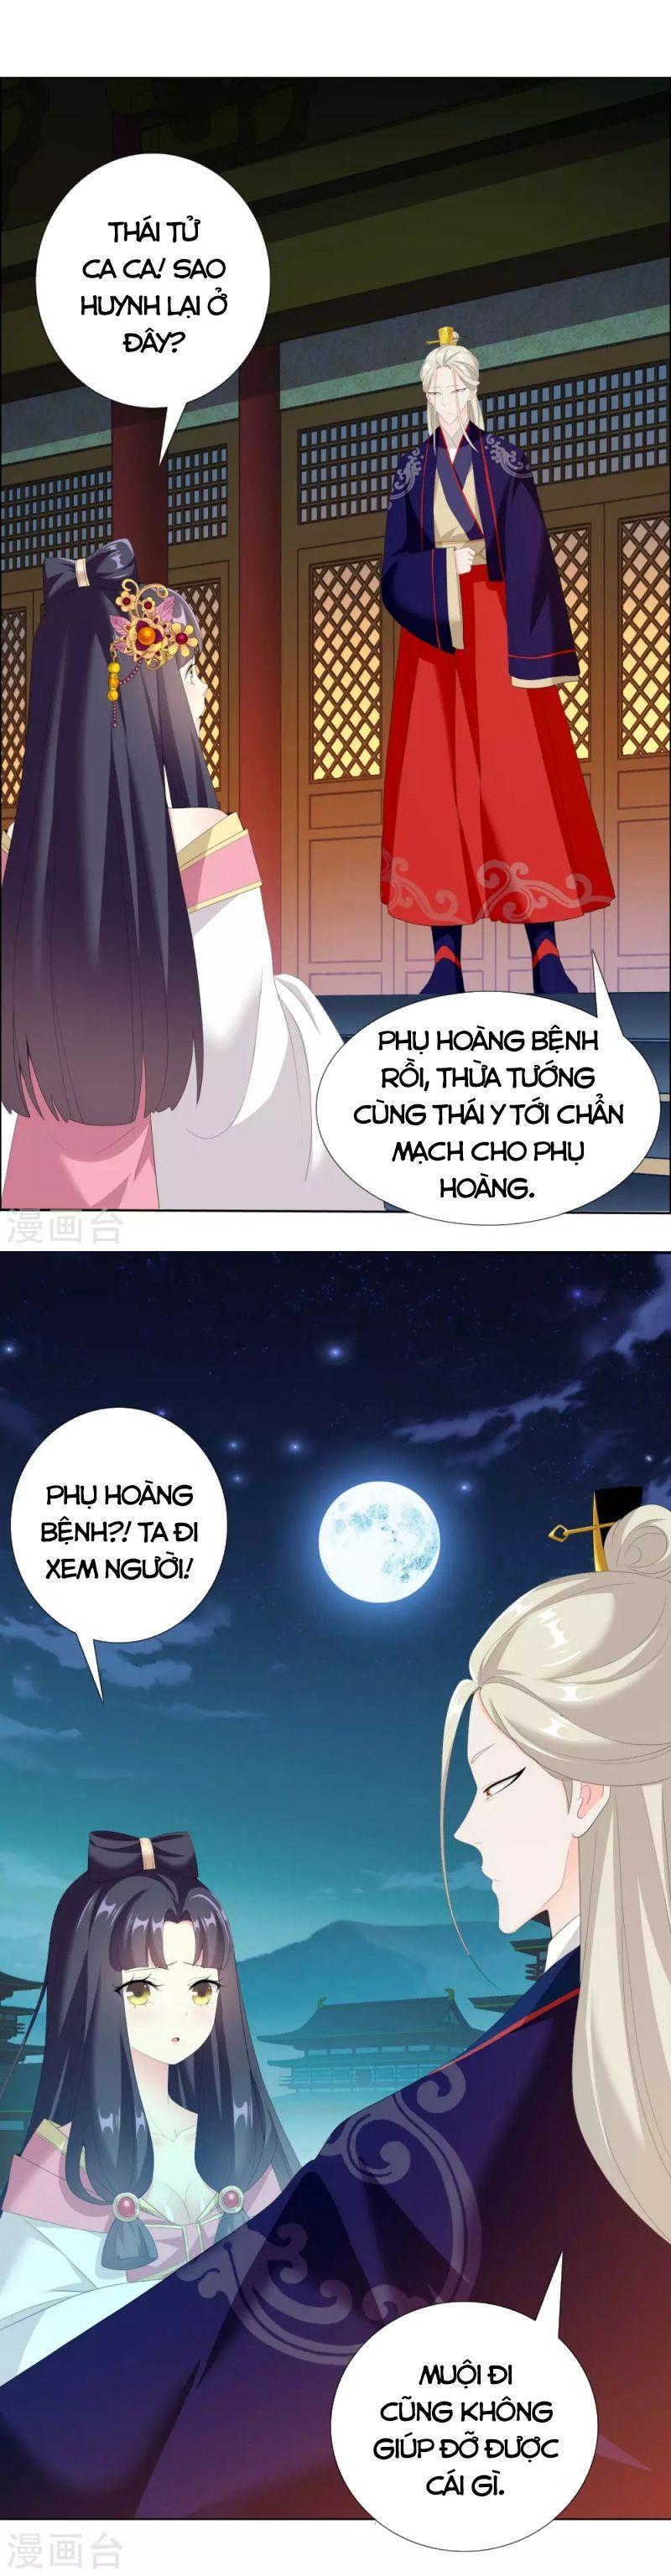 THÁI TỬ
CA CA! SAO
HUYNH LẠI Ở
ĐÂY?
PHỤ HOÀNG BỆNH
RỒI, THỪA TƯỚNG
CÙNG THÁI Y TỚI CHẨN
MẠCH CHO PHỤ
HOÀNG.
漫画台
PHỤ HOÀNG
BỆNH?! TA ĐI
XEM NGƯỜI!
MUỘI ĐI
CŨNG KHÔNG
GIÚP ĐỠ ĐƯỢC
CÁI GÌ.
漫画台